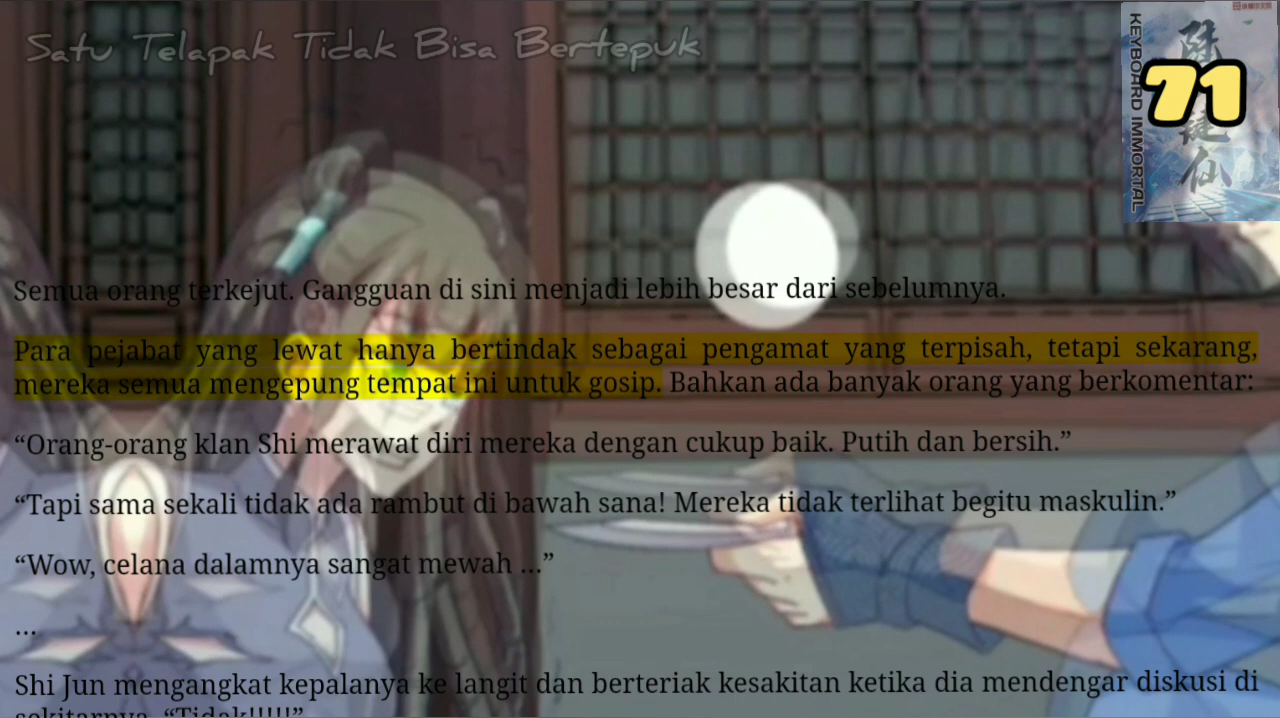 Satu Telapak Tidak Bisa Bertepuk
KEYBOARD IMMORTAL
71
Semua orang terkejut. Gangguan di sini menjadi lebih besar dari sebelumnya.
Para pejabat yang lewat hanya bertindak sebagai pengamat yang terpisah, tetapi sekarang,
mereka semua mengepung tempat ini untuk gosip. Bahkan ada banyak orang yang berkomentar:
“Orang-orang klan Shi merawat diri mereka dengan cukup baik. Putih dan bersih.”
“Tapi sama sekali tidak ada rambut di bawah sana! Mereka tidak terlihat begitu maskulin.”
“Wow, celana dalamnya sangat mewah …”
…
Shi Jun mengangkat kepalanya ke langit dan berteriak kesakitan ketika dia mendengar diskusi di
sekitarnya. “Tidak!!!!!”